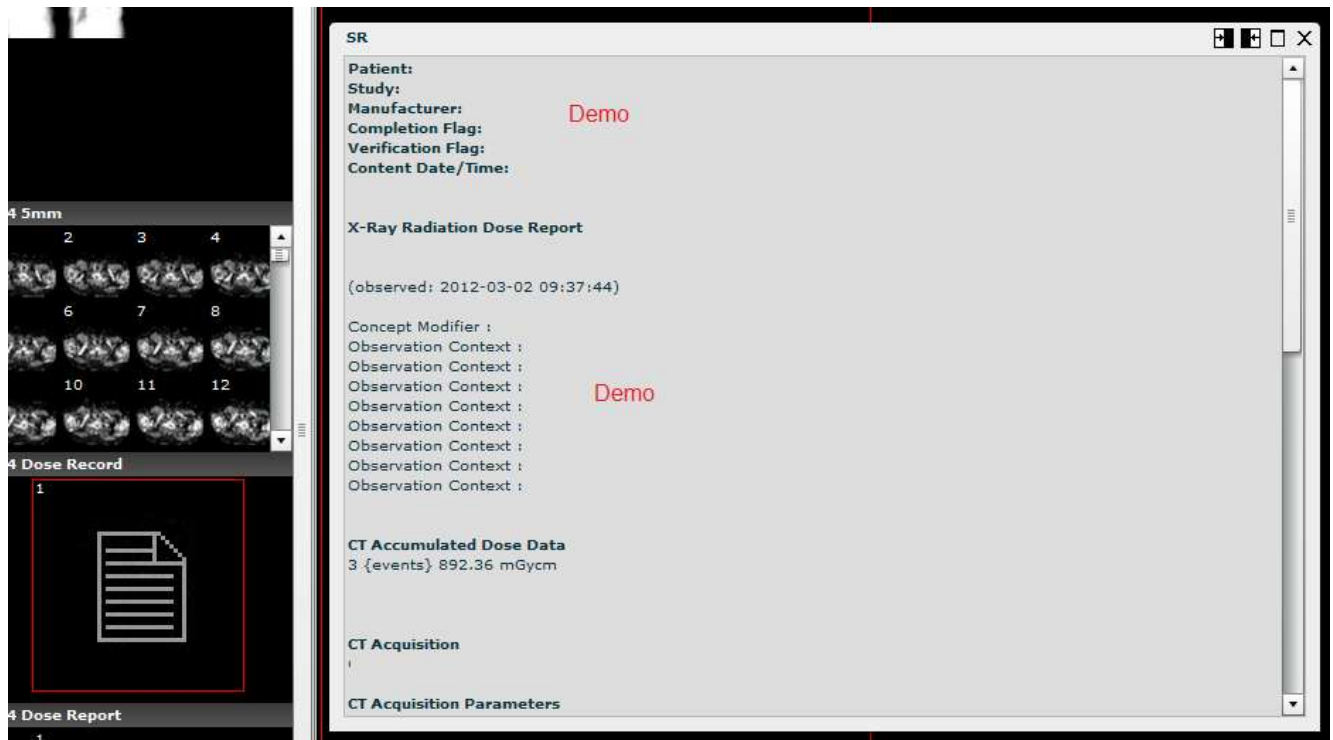 4 5mm
2 3 4
6 7 8
10 11 12
4 Dose Record
1
4 Dose Report
1
SR
Patient:
Study:
Manufacturer:
Demo
Completion Flag:
Verification Flag:
Content Date/Time:
X-Ray Radiation Dose Report
(observed: 2012-03-02 09:37:44)
Concept Modifier :
Observation Context :
Observation Context :
Observation Context :
Demo
Observation Context :
Observation Context :
Observation Context :
Observation Context :
Observation Context :
CT Accumulated Dose Data
3 {events} 892.36 mGycm
CT Acquisition
CT Acquisition Parameters